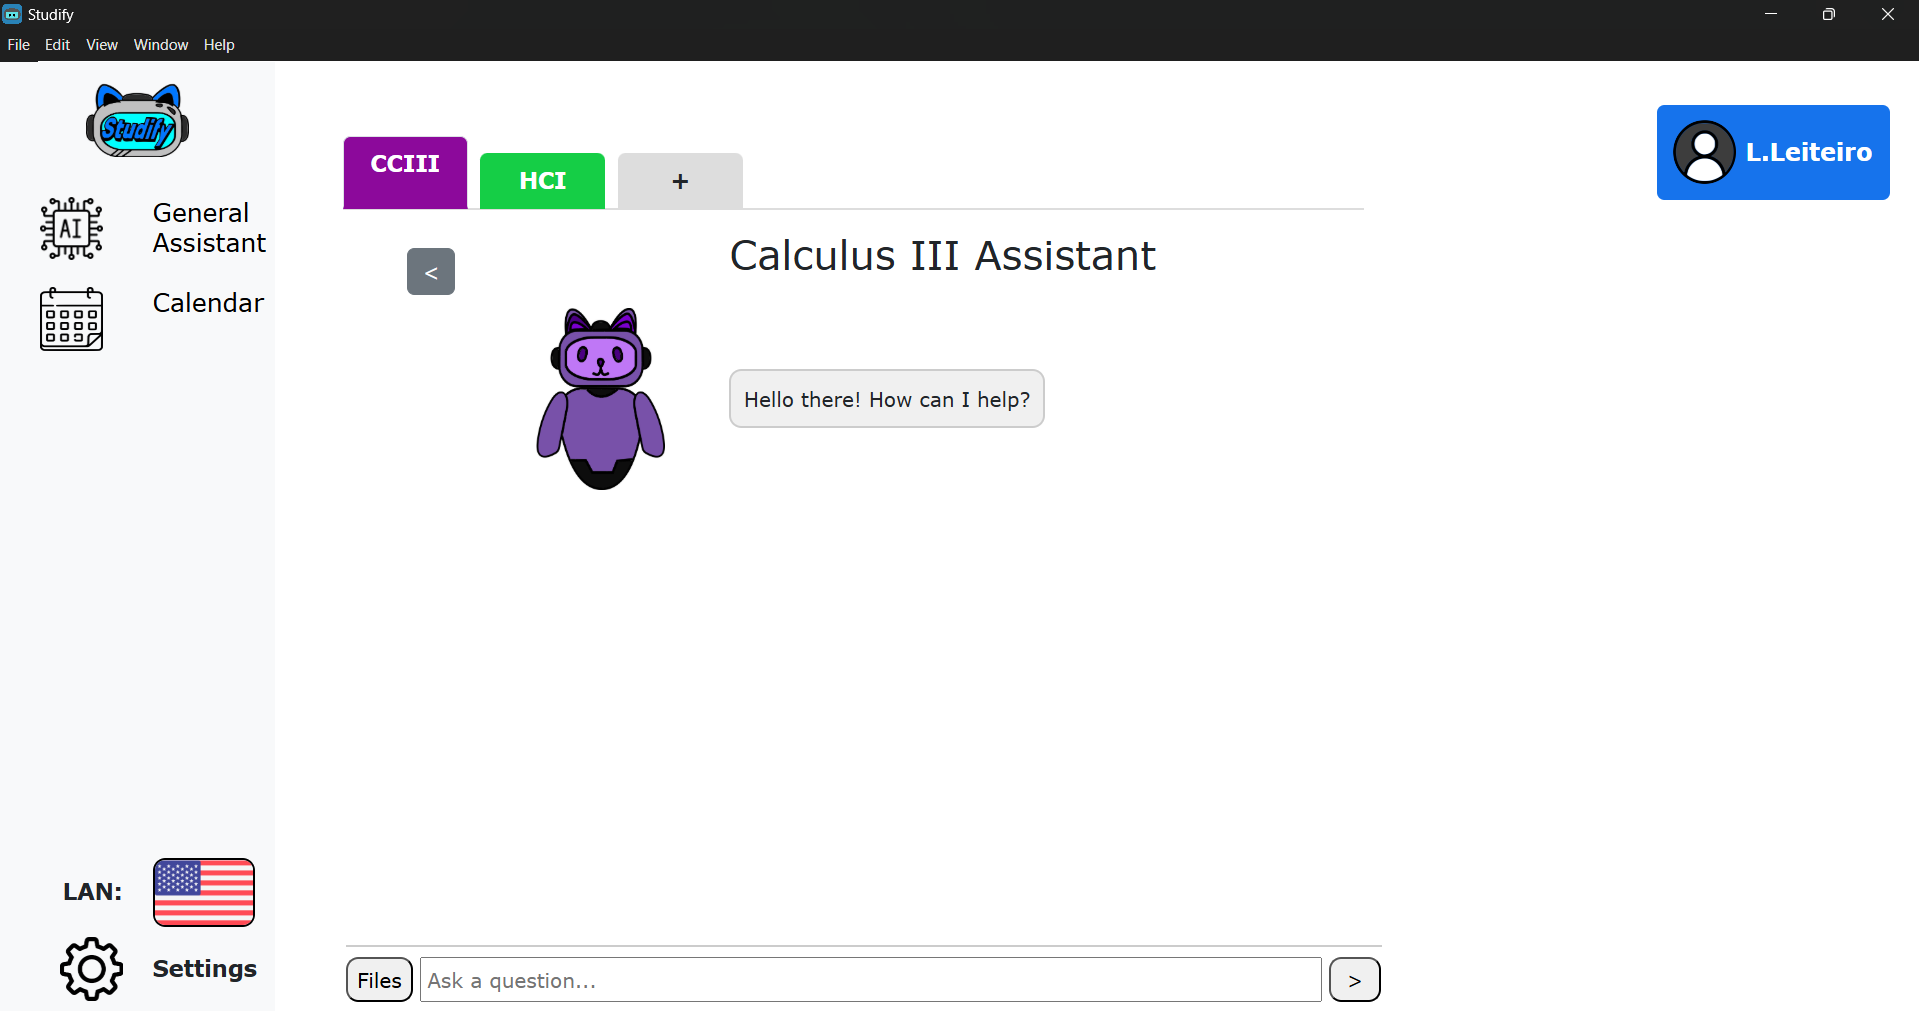 Studify
File Edit View Window Help
Studify
General
Assistant
Calendar
CCIII
HCI
+
L.Leiteiro
<
Calculus III Assistant
Hello there! How can I help?
LAN:
Settings
Files
Ask a question...
>
AI